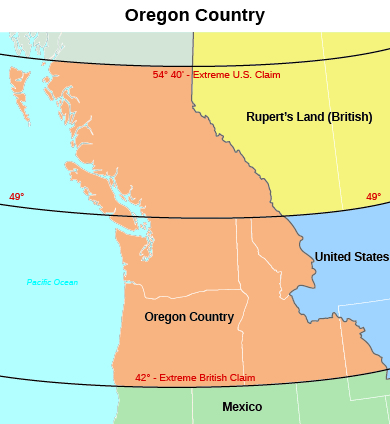 Oregon Country
54° 40' - Extreme U.S. Claim
Rupert's Land (British)
49°
49°
United States
Pacific Ocean
Oregon Country
42° - Extreme British Claim
Mexico